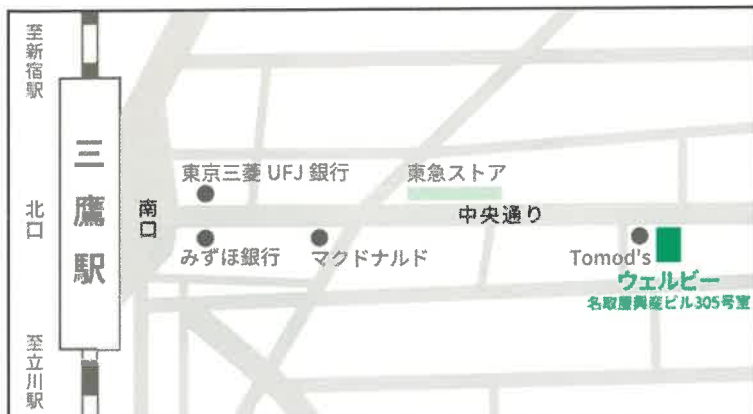 至新宿駅
三鷹駅
北口
南口
至立川駅
東京三菱 UFJ 銀行
東急ストア
中央通り
みずほ銀行
マクドナルド
Tomod's
ウェルビー
名取屋興産ビル305号室